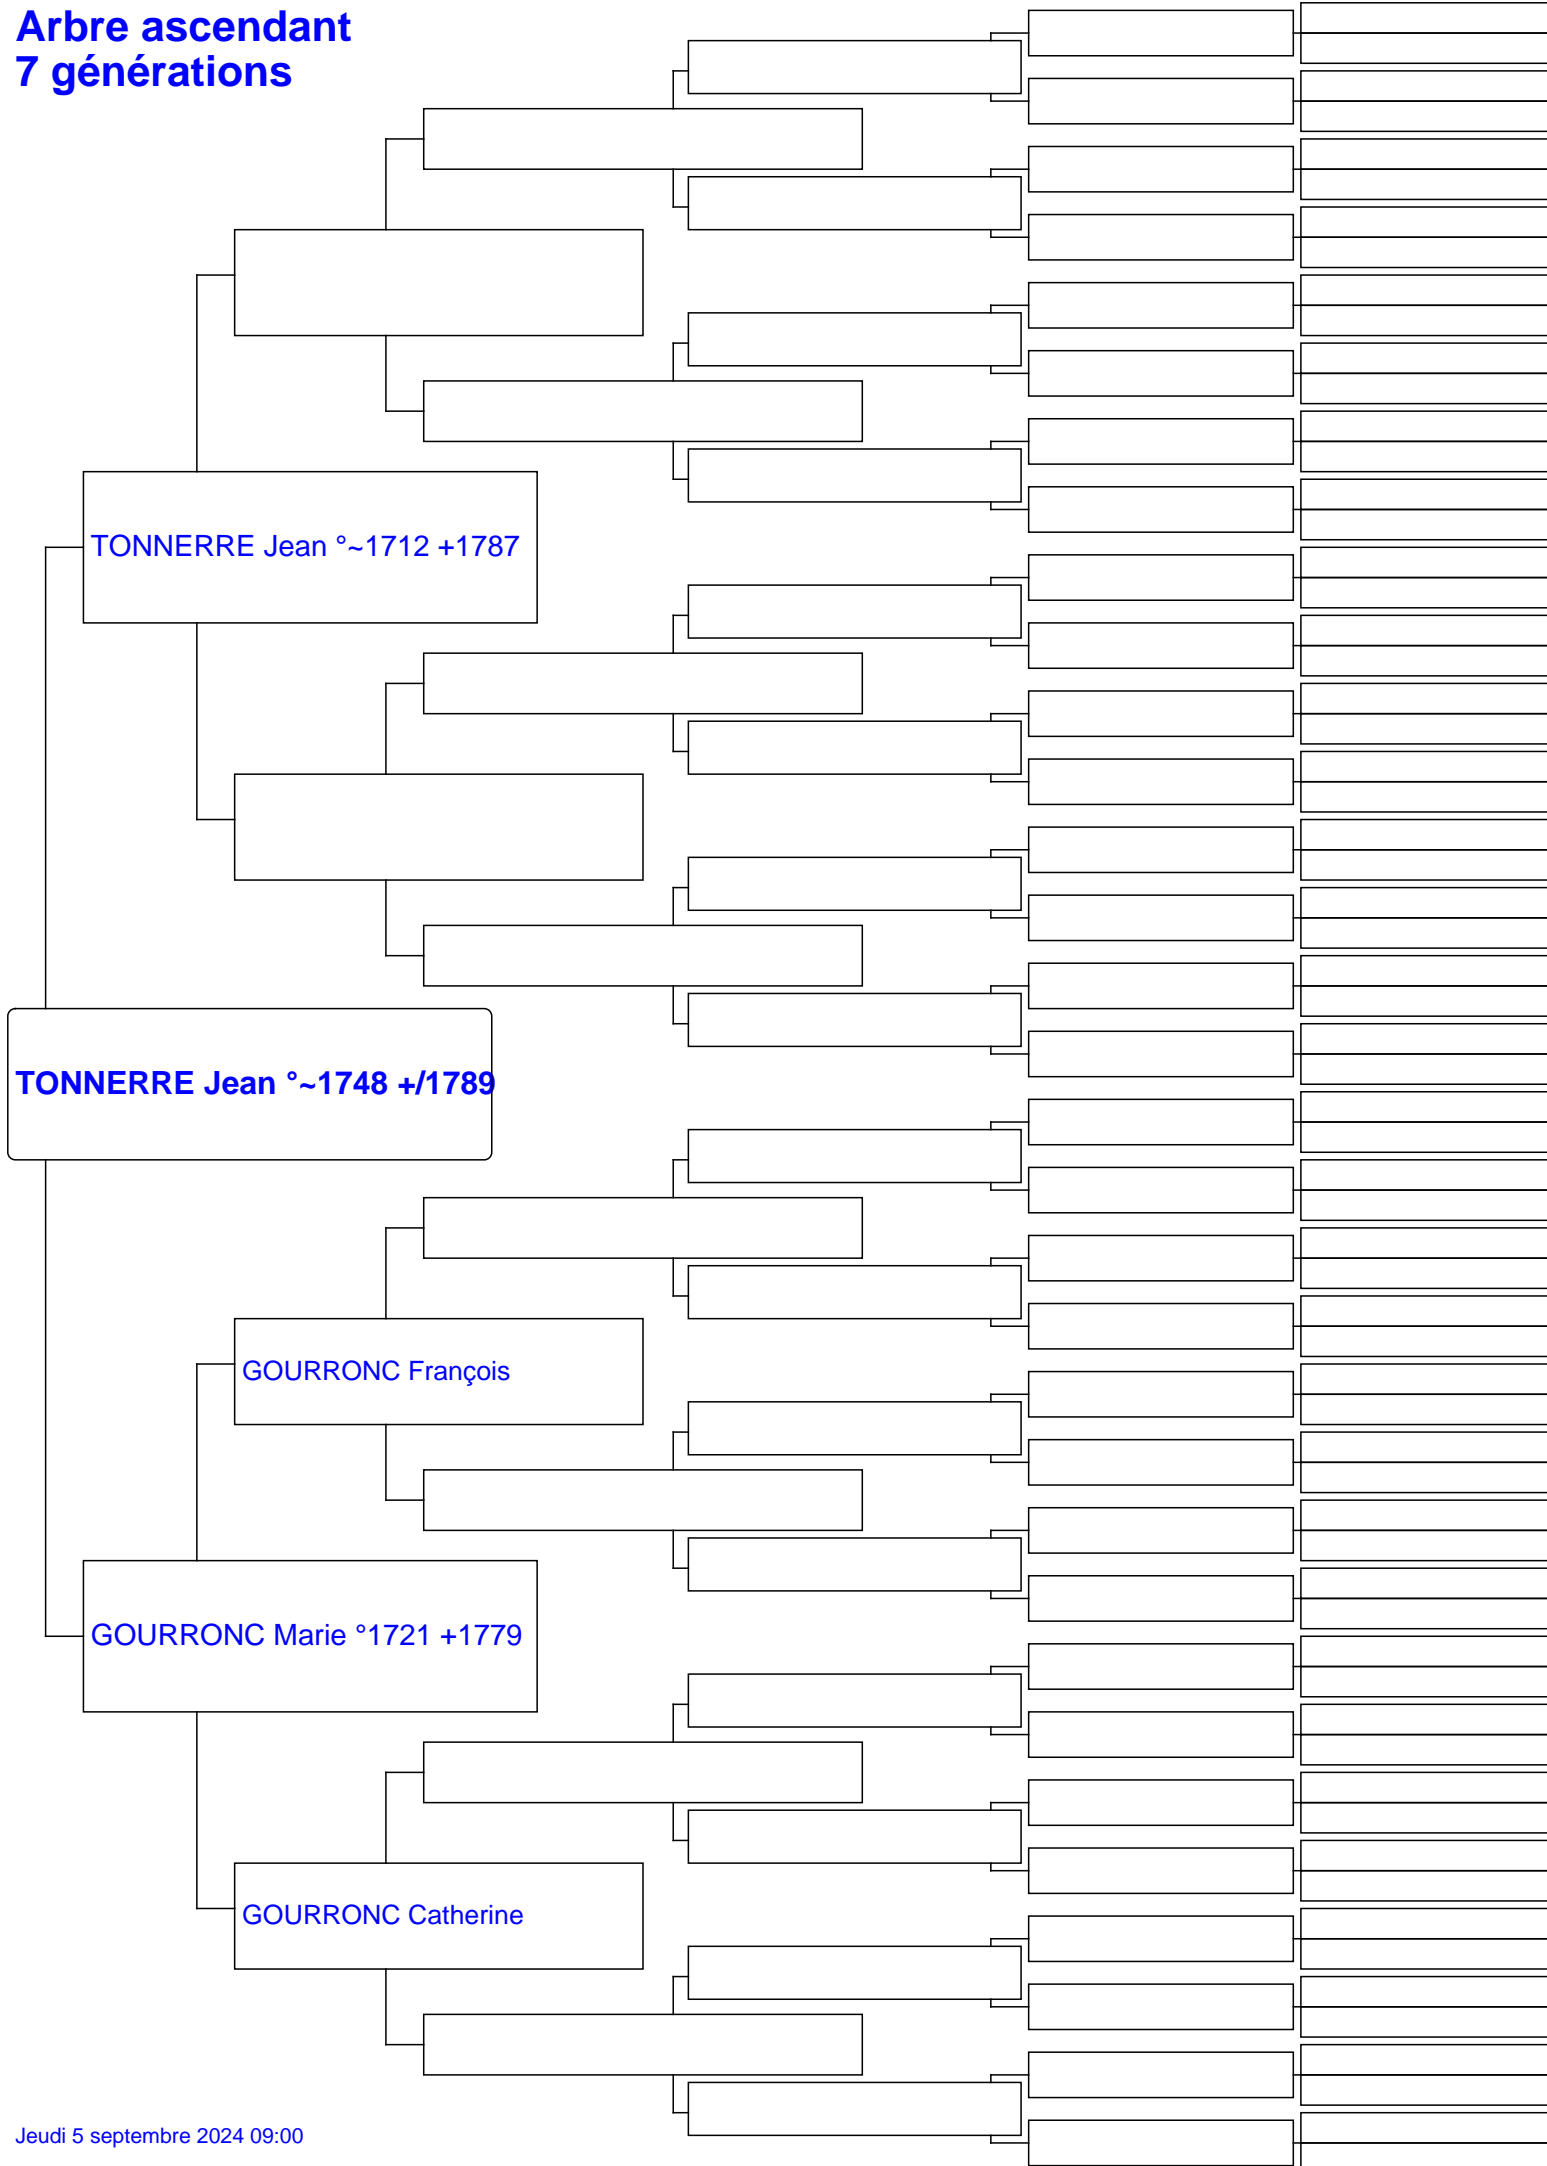 Arbre ascendant
7 générations
TONNERRE Jean °~1712 +1787
TONNERRE Jean °~1748 +/1789
GOURRONC François
GOURRONC Marie °1721 +1779
GOURRONC Catherine
Jeudi 5 septembre 2024 09:00